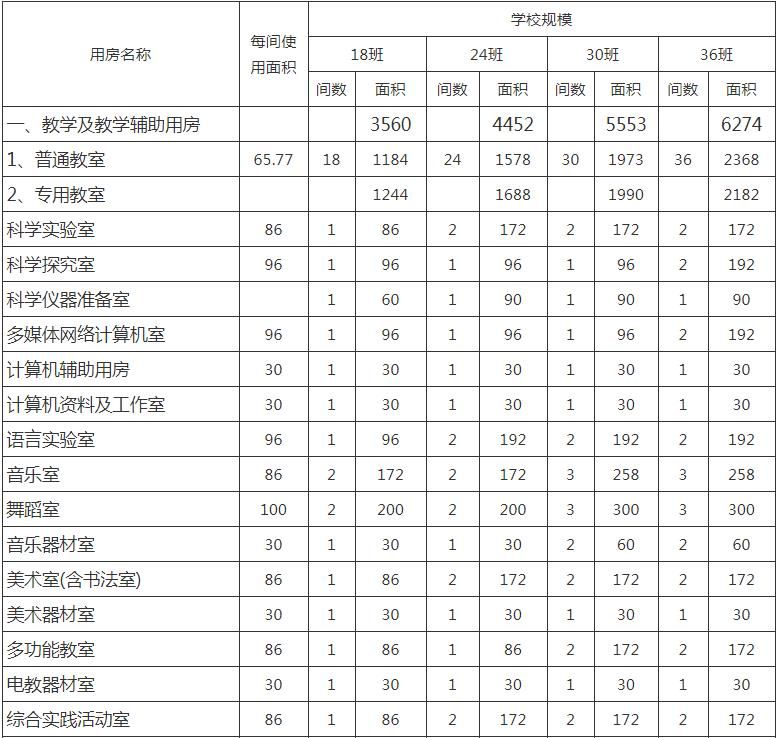 用房名称 每间使用面积 学校规模
18班 24班 30班 36班
间数 面积 间数 面积 间数 面积 间数 面积
一、教学及教学辅助用房 3560 4452 5553 6274
1、普通教室 65.77 18 1184 24 1578 30 1973 36 2368
2、专用教室 1244 1688 1990 2182
科学实验室 86 1 86 2 172 2 172 2 172
科学探究室 96 1 96 1 96 1 96 2 192
科学仪器准备室 1 60 1 90 1 90 1 90
多媒体网络计算机室 96 1 96 1 96 1 96 2 192
计算机辅助用房 30 1 30 1 30 1 30 1 30
计算机资料及工作室 30 1 30 1 30 1 30 1 30
语言实验室 96 1 96 2 192 2 192 2 192
音乐室 86 2 172 2 172 3 258 3 258
舞蹈室 100 2 200 2 200 3 300 3 300
音乐器材室 30 1 30 1 30 2 60 2 60
美术室(含书法室) 86 1 86 2 172 2 172 2 172
美术器材室 30 1 30 1 30 1 30 1 30
多功能教室 86 1 86 1 86 2 172 2 172
电教器材室 30 1 30 1 30 1 30 1 30
综合实践活动室 86 1 86 2 172 2 172 2 172